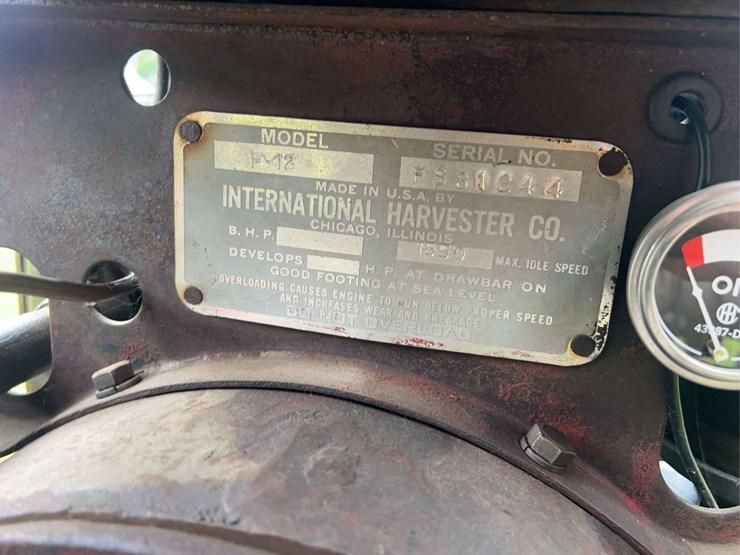 MODEL
F-12
SERIAL NO.
FS80244
MADE IN U.S.A. BY
INTERNATIONAL HARVESTER CO.
CHICAGO, ILLINOIS
B. H. P.
1550 MAX. IDLE SPEED
DEVELOPS H. P. AT DRAWBAR ON
GOOD FOOTING AT SEA LEVEL
OVERLOADING CAUSES ENGINE TO RUN BELOW PROPER SPEED
AND INCREASES WEAR AND BREAKAGE
DO NOT OVERLOAD